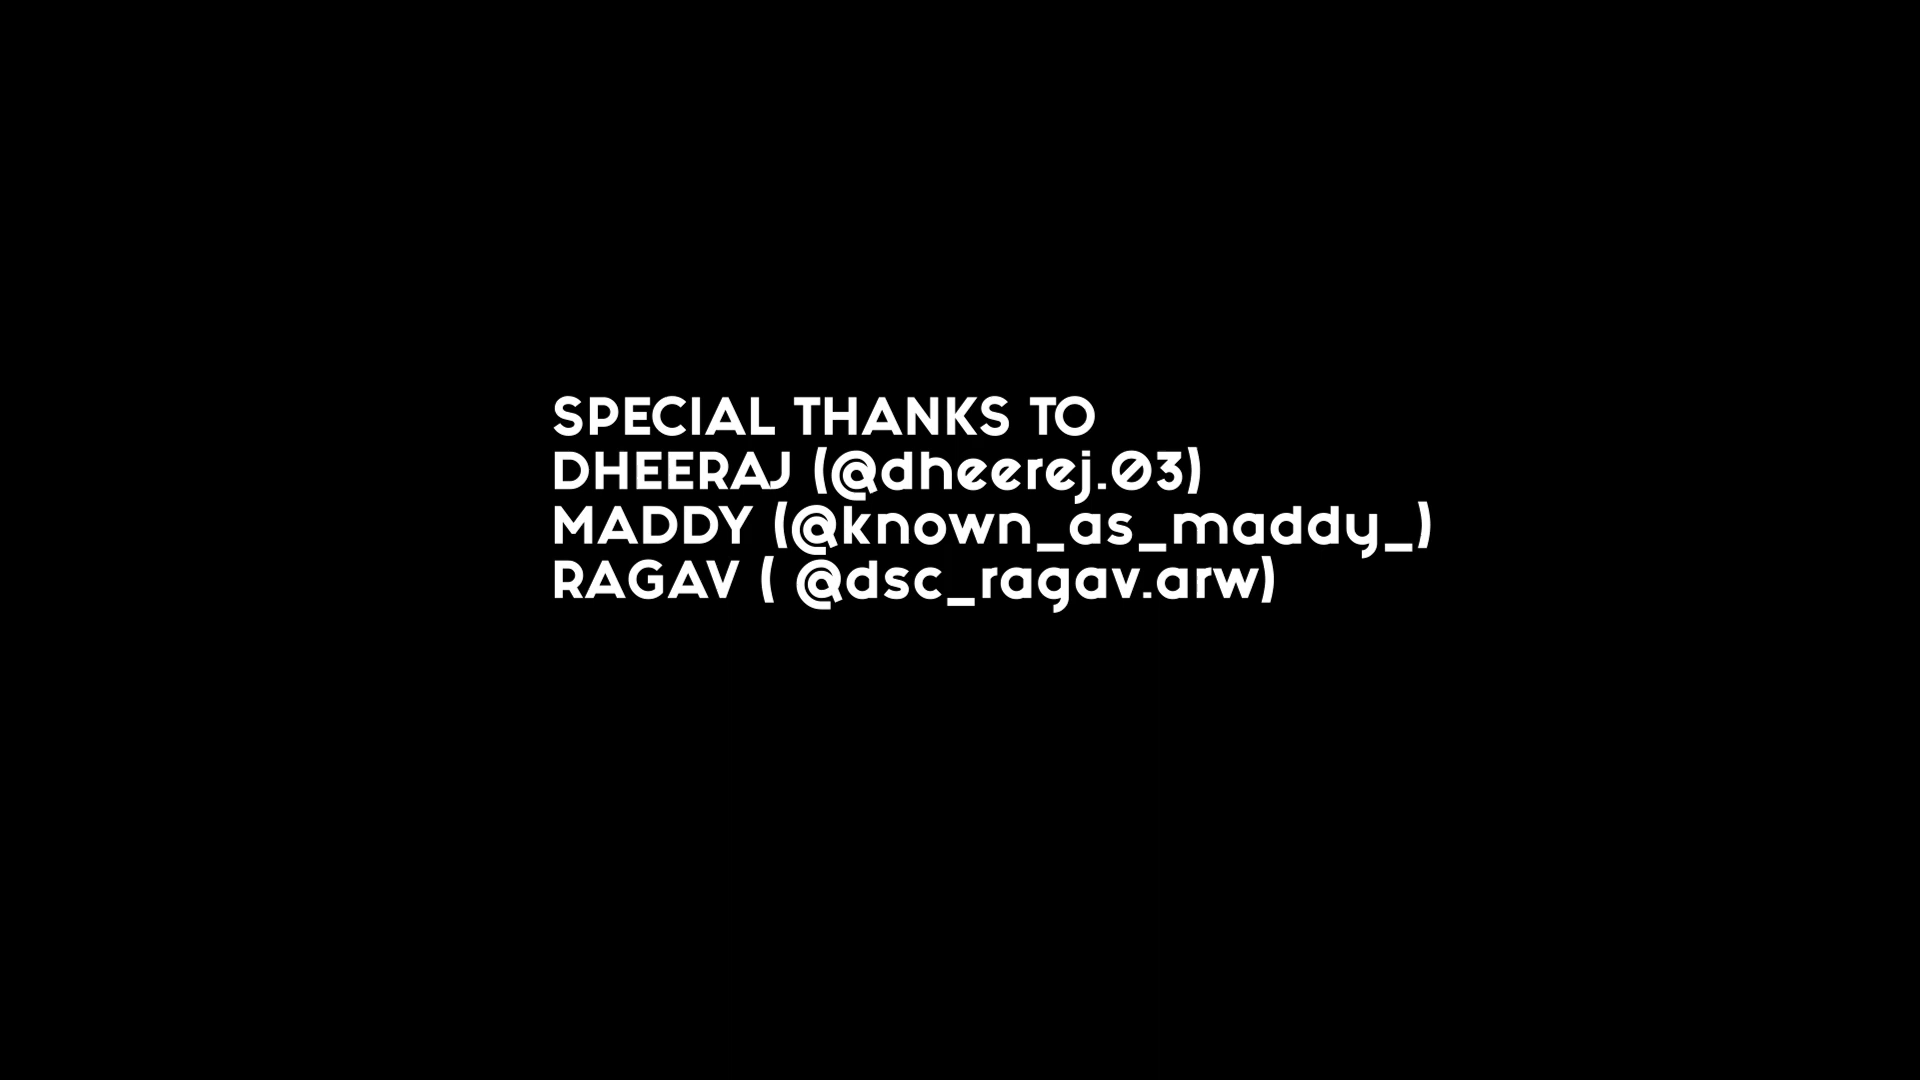 SPECIAL THANKS TO
DHEERAJ (@dheerej.03)
MADDY (@known_as_maddy_)
RAGAV ( @dsc_ragav.arw)